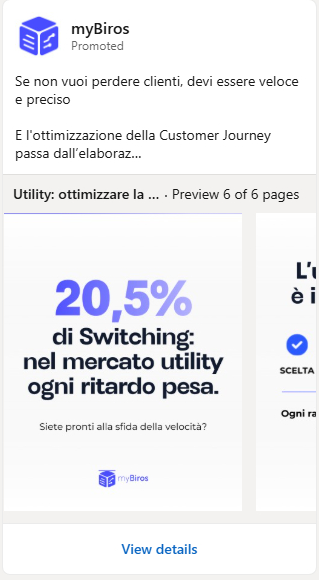 myBiros
Promoted
Se non vuoi perdere clienti, devi essere veloce
e preciso
E l'ottimizzazione della Customer Journey
passa dall’elaboraz...
Utility: ottimizzare la ... · Preview 6 of 6 pages
20,5%
di Switching:
nel mercato utility
ogni ritardo pesa.
Siete pronti alla sfida della velocità?
myBiros
è i
SCELTA
Ogni ra
View details